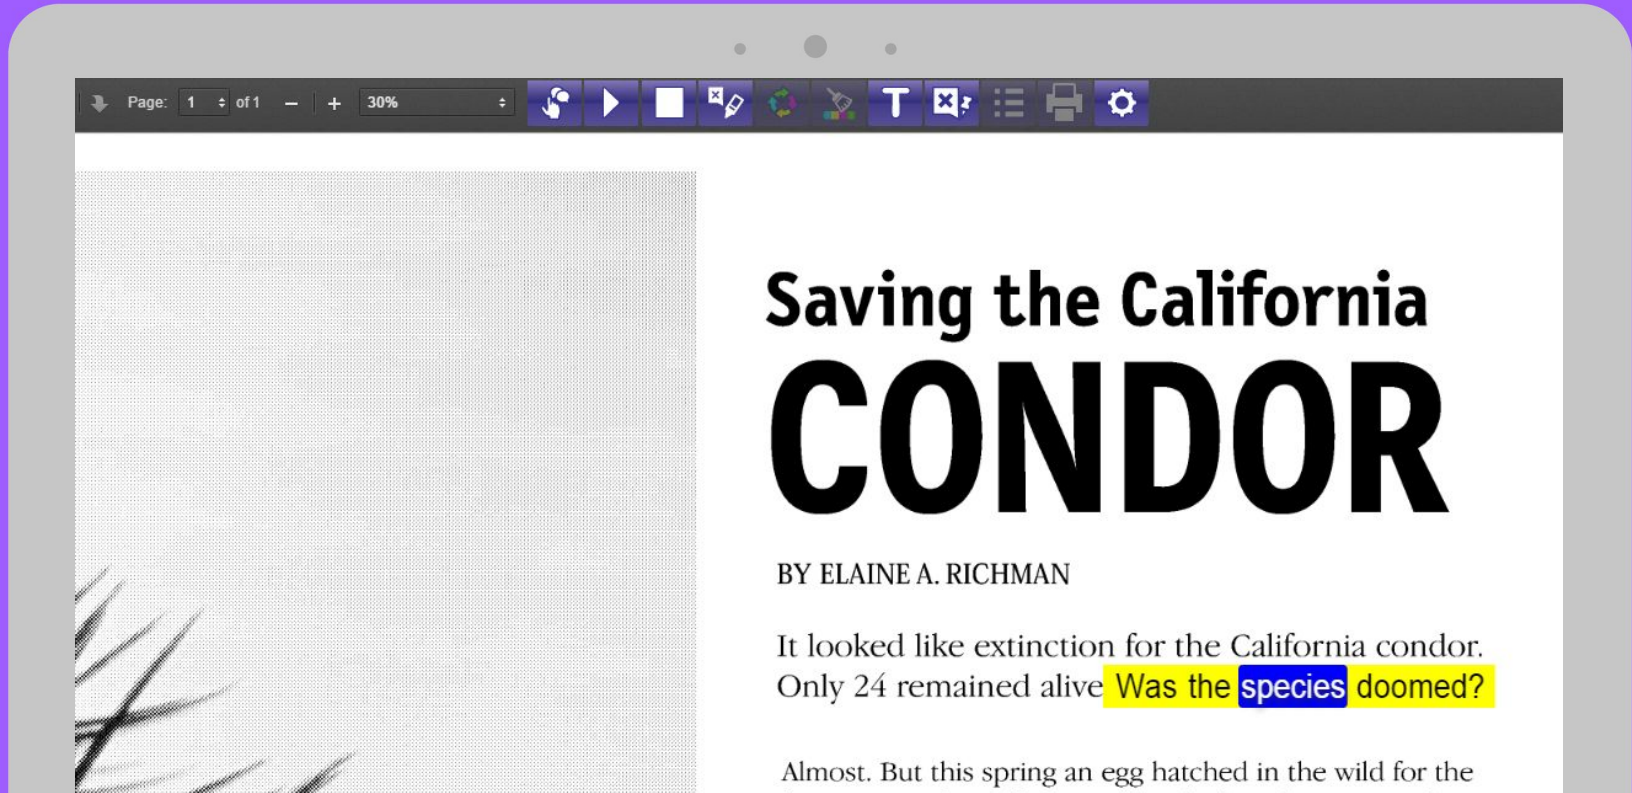 Page: 1 of 1 − + 30% T
Saving the California
CONDOR
BY ELAINE A. RICHMAN
It looked like extinction for the California condor.
Only 24 remained alive Was the species doomed?
Almost. But this spring an egg hatched in the wild for the